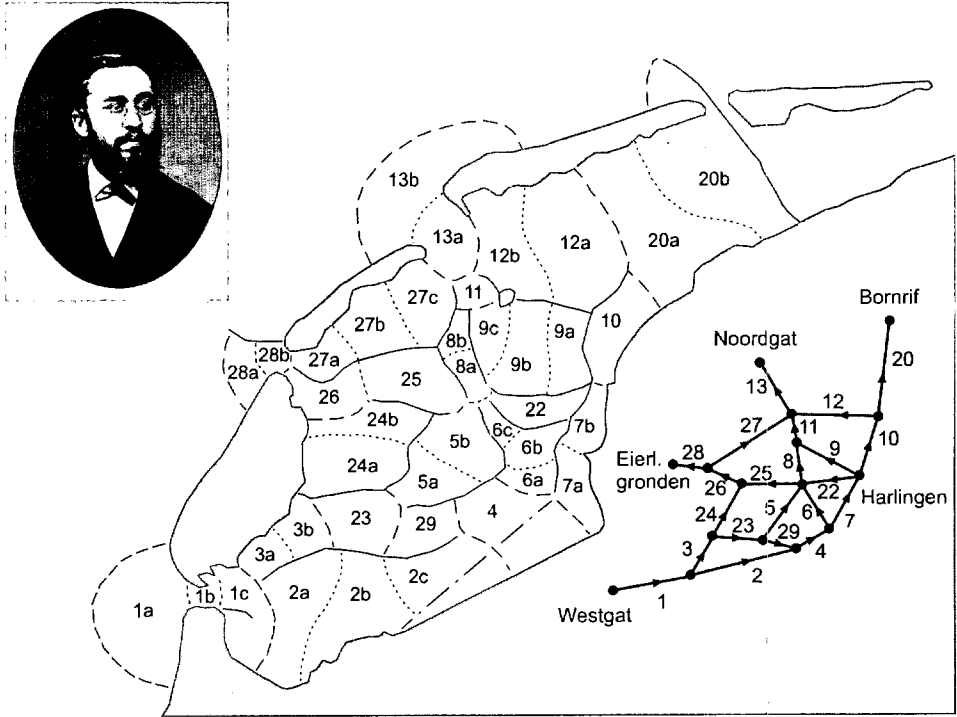 20b
13b
13a
12b
12a
20a
27c
11
10
Bornrif
27b
9c
9a
Noordgat
8b
9b
28b
27a
8a
20
28a
25
13
12
26
22
27
11
10
24b
6c
7b
9
5b
6b
Eierl.
gronden
28
8
25
24a
6a
26
22
Harlingen
5a
7a
24
5
6
7
3b
23
29
4
23
29
4
3a
3
2
2c
1b
1c
2a
2b
1a
1
Westgat